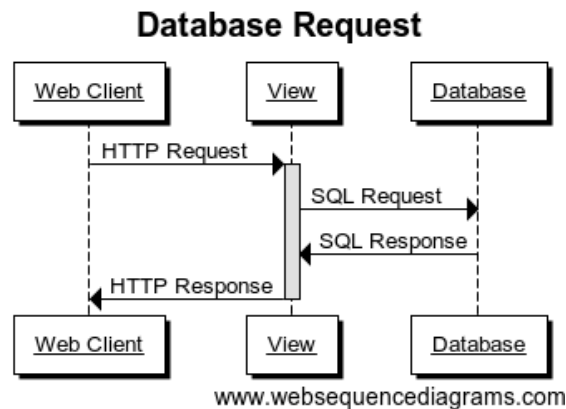 Database Request
Web Client View Database
HTTP Request
SQL Request
SQL Response
HTTP Response
Web Client View Database
www.websequencediagrams.com